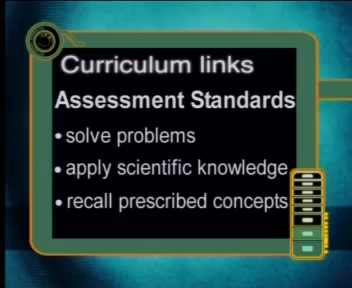 Curriculum links
Assessment Standards
• solve problems
• apply scientific knowledge
• recall prescribed concepts